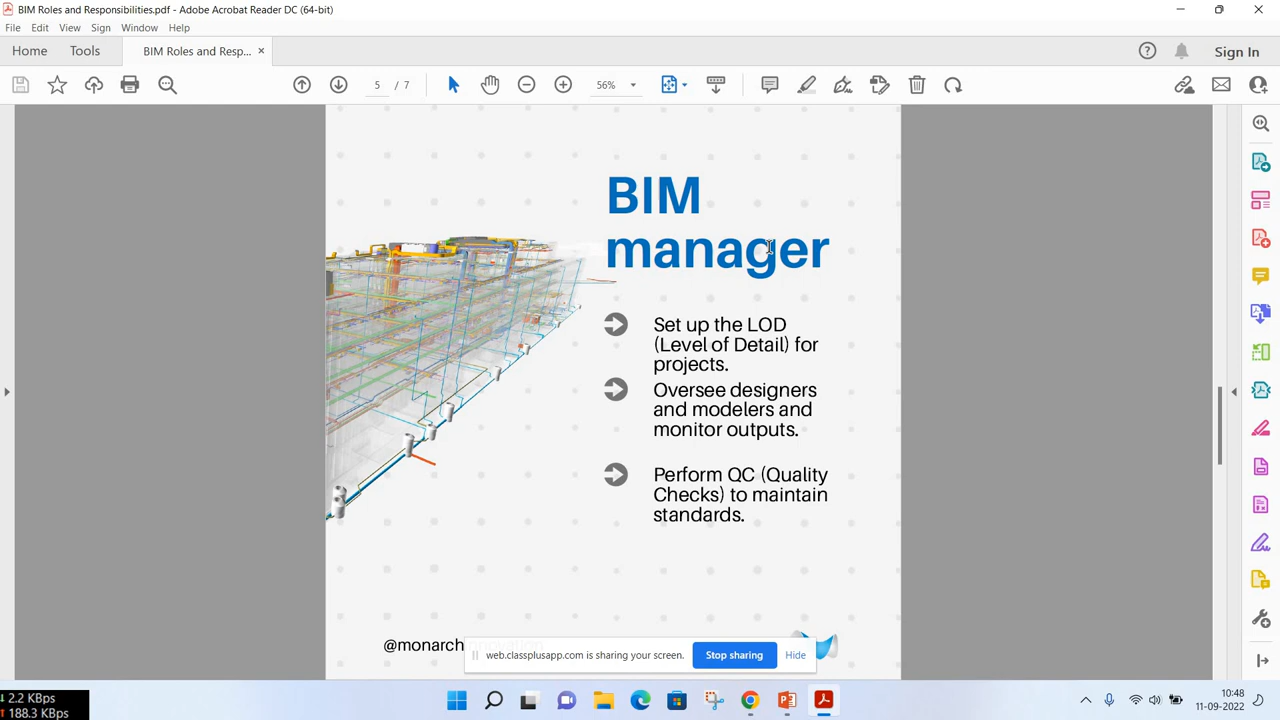 BIM Roles and Responsibilities.pdf - Adobe Acrobat Reader DC (64-bit)
File Edit View Sign Window Help
Home Tools BIM Roles and Resp... × Sign In
5 / 7 56%
BIM
manager
Set up the LOD
(Level of Detail) for
projects.
Oversee designers
and modelers and
monitor outputs.
Perform QC (Quality
Checks) to maintain
standards.
@monarch
web.classplusapp.com is sharing your screen. Stop sharing Hide
2.2 KBps
188.3 KBps
10:48
11-09-2022